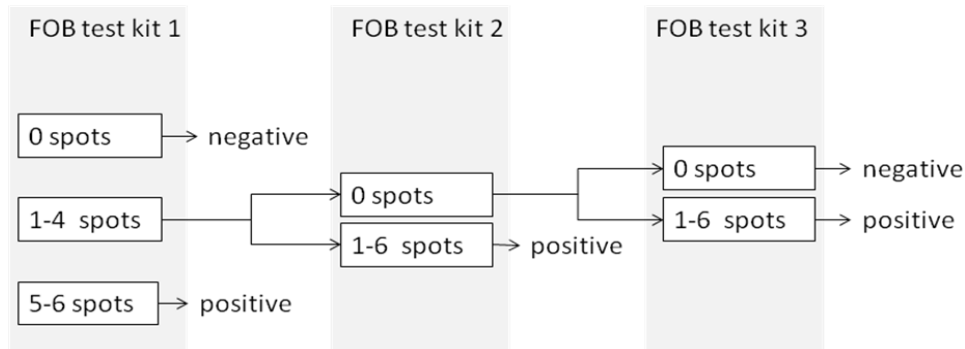 FOB test kit 1
FOB test kit 2
FOB test kit 3
0 spots
negative
1-4 spots
5-6 spots
positive
0 spots
1-6 spots
positive
0 spots
negative
1-6 spots
positive